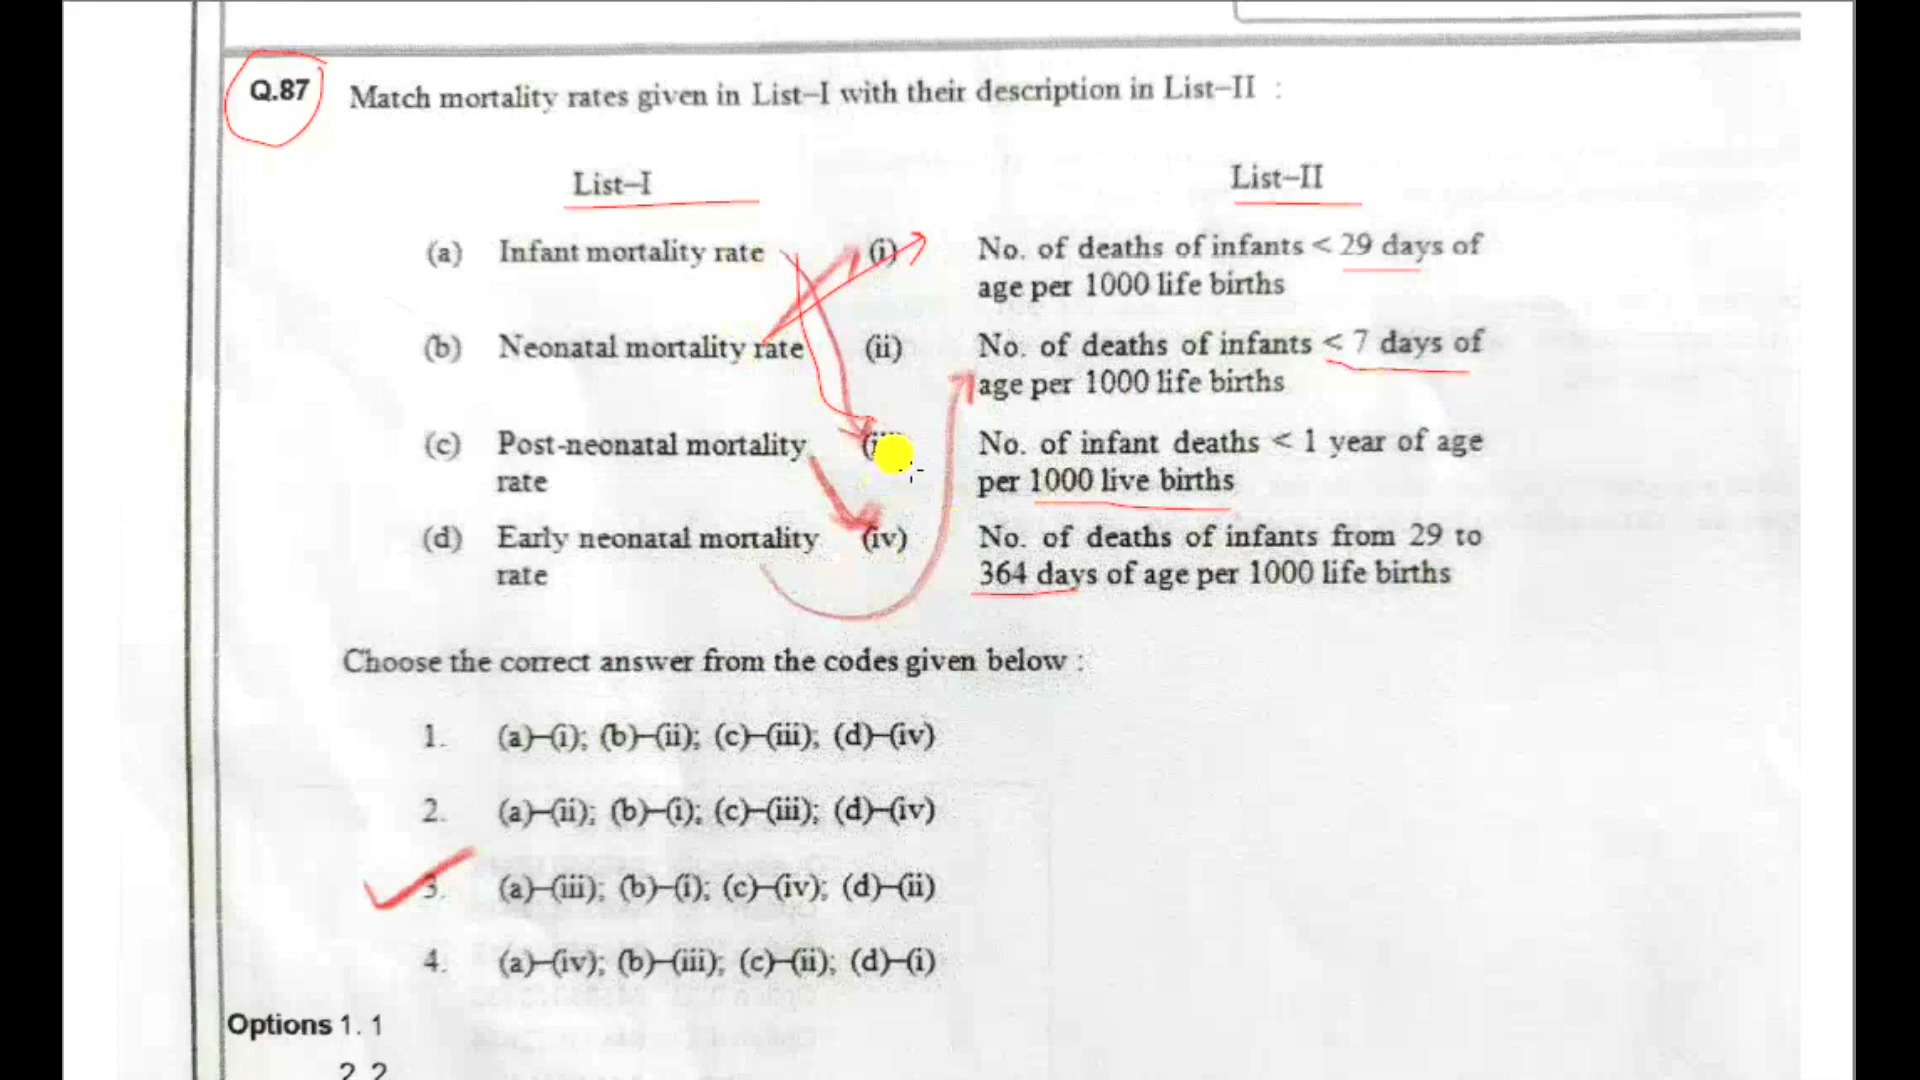 Q.87 Match mortality rates given in List–I with their description in List–II :
List–I List–II
(a) Infant mortality rate (i) No. of deaths of infants < 29 days of
age per 1000 life births
(b) Neonatal mortality rate (ii) No. of deaths of infants < 7 days of
age per 1000 life births
(c) Post-neonatal mortality No. of infant deaths < 1 year of age
rate per 1000 live births
(d) Early neonatal mortality (iv) No. of deaths of infants from 29 to
rate 364 days of age per 1000 life births
Choose the correct answer from the codes given below :
1. (a)–(i); (b)–(ii); (c)–(iii); (d)–(iv)
2. (a)–(ii); (b)–(i); (c)–(iii); (d)–(iv)
3. (a)–(iii); (b)–(i); (c)–(iv); (d)–(ii)
4. (a)–(iv); (b)–(iii); (c)–(ii); (d)–(i)
Options 1. 1
2. 2